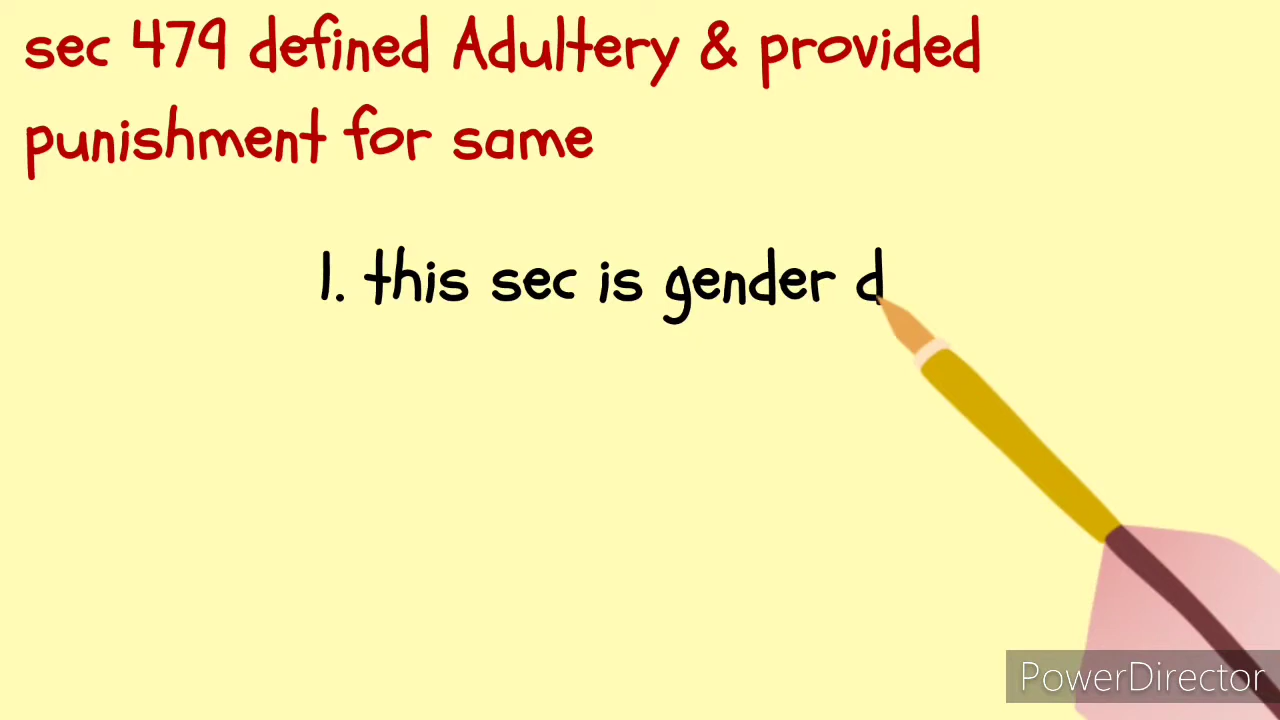 sec 479 defined Adultery & provided
punishment for same
1. this sec is gender d
PowerDirector